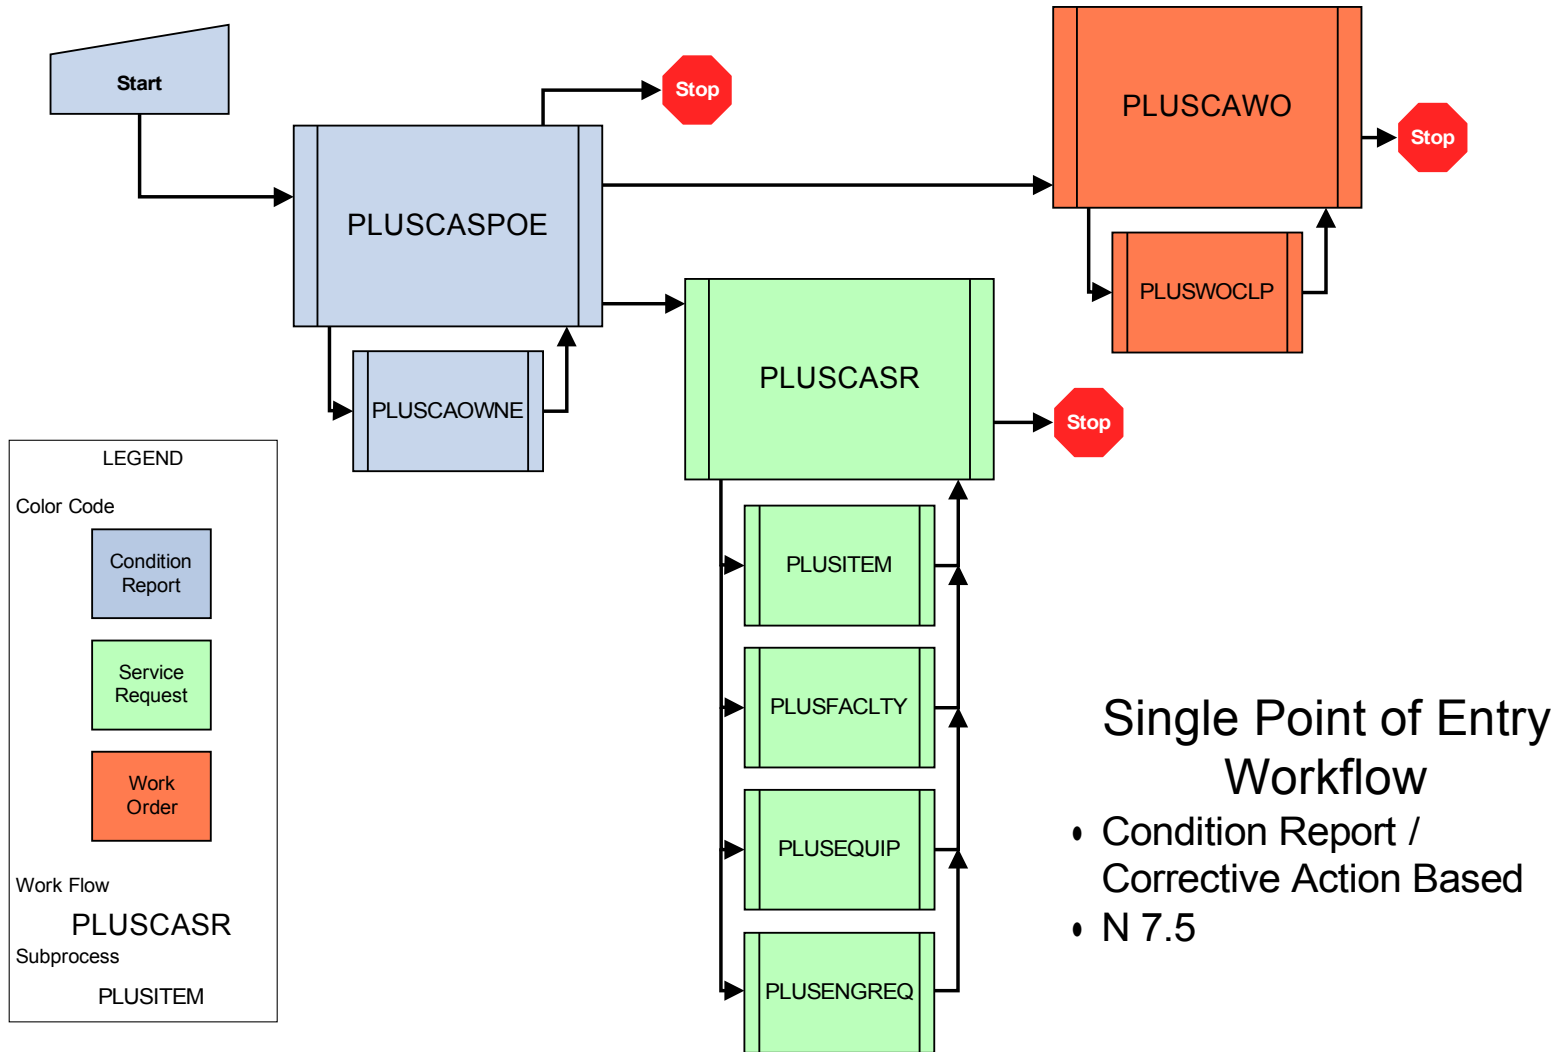 Start
Stop
PLUSCAWO
Stop
PLUSCASPOE
PLUSWOCLP
PLUSCASR
PLUSCAOWNE
Stop
LEGEND
Color Code
Condition
Report
Service
Request
Work
Order
Work Flow
PLUSCASR
Subprocess
PLUSITEM
PLUSITEM
PLUSFACLTY
PLUSEQUIP
PLUSENGREQ
Single Point of Entry
Workflow
• Condition Report /
Corrective Action Based
• N 7.5